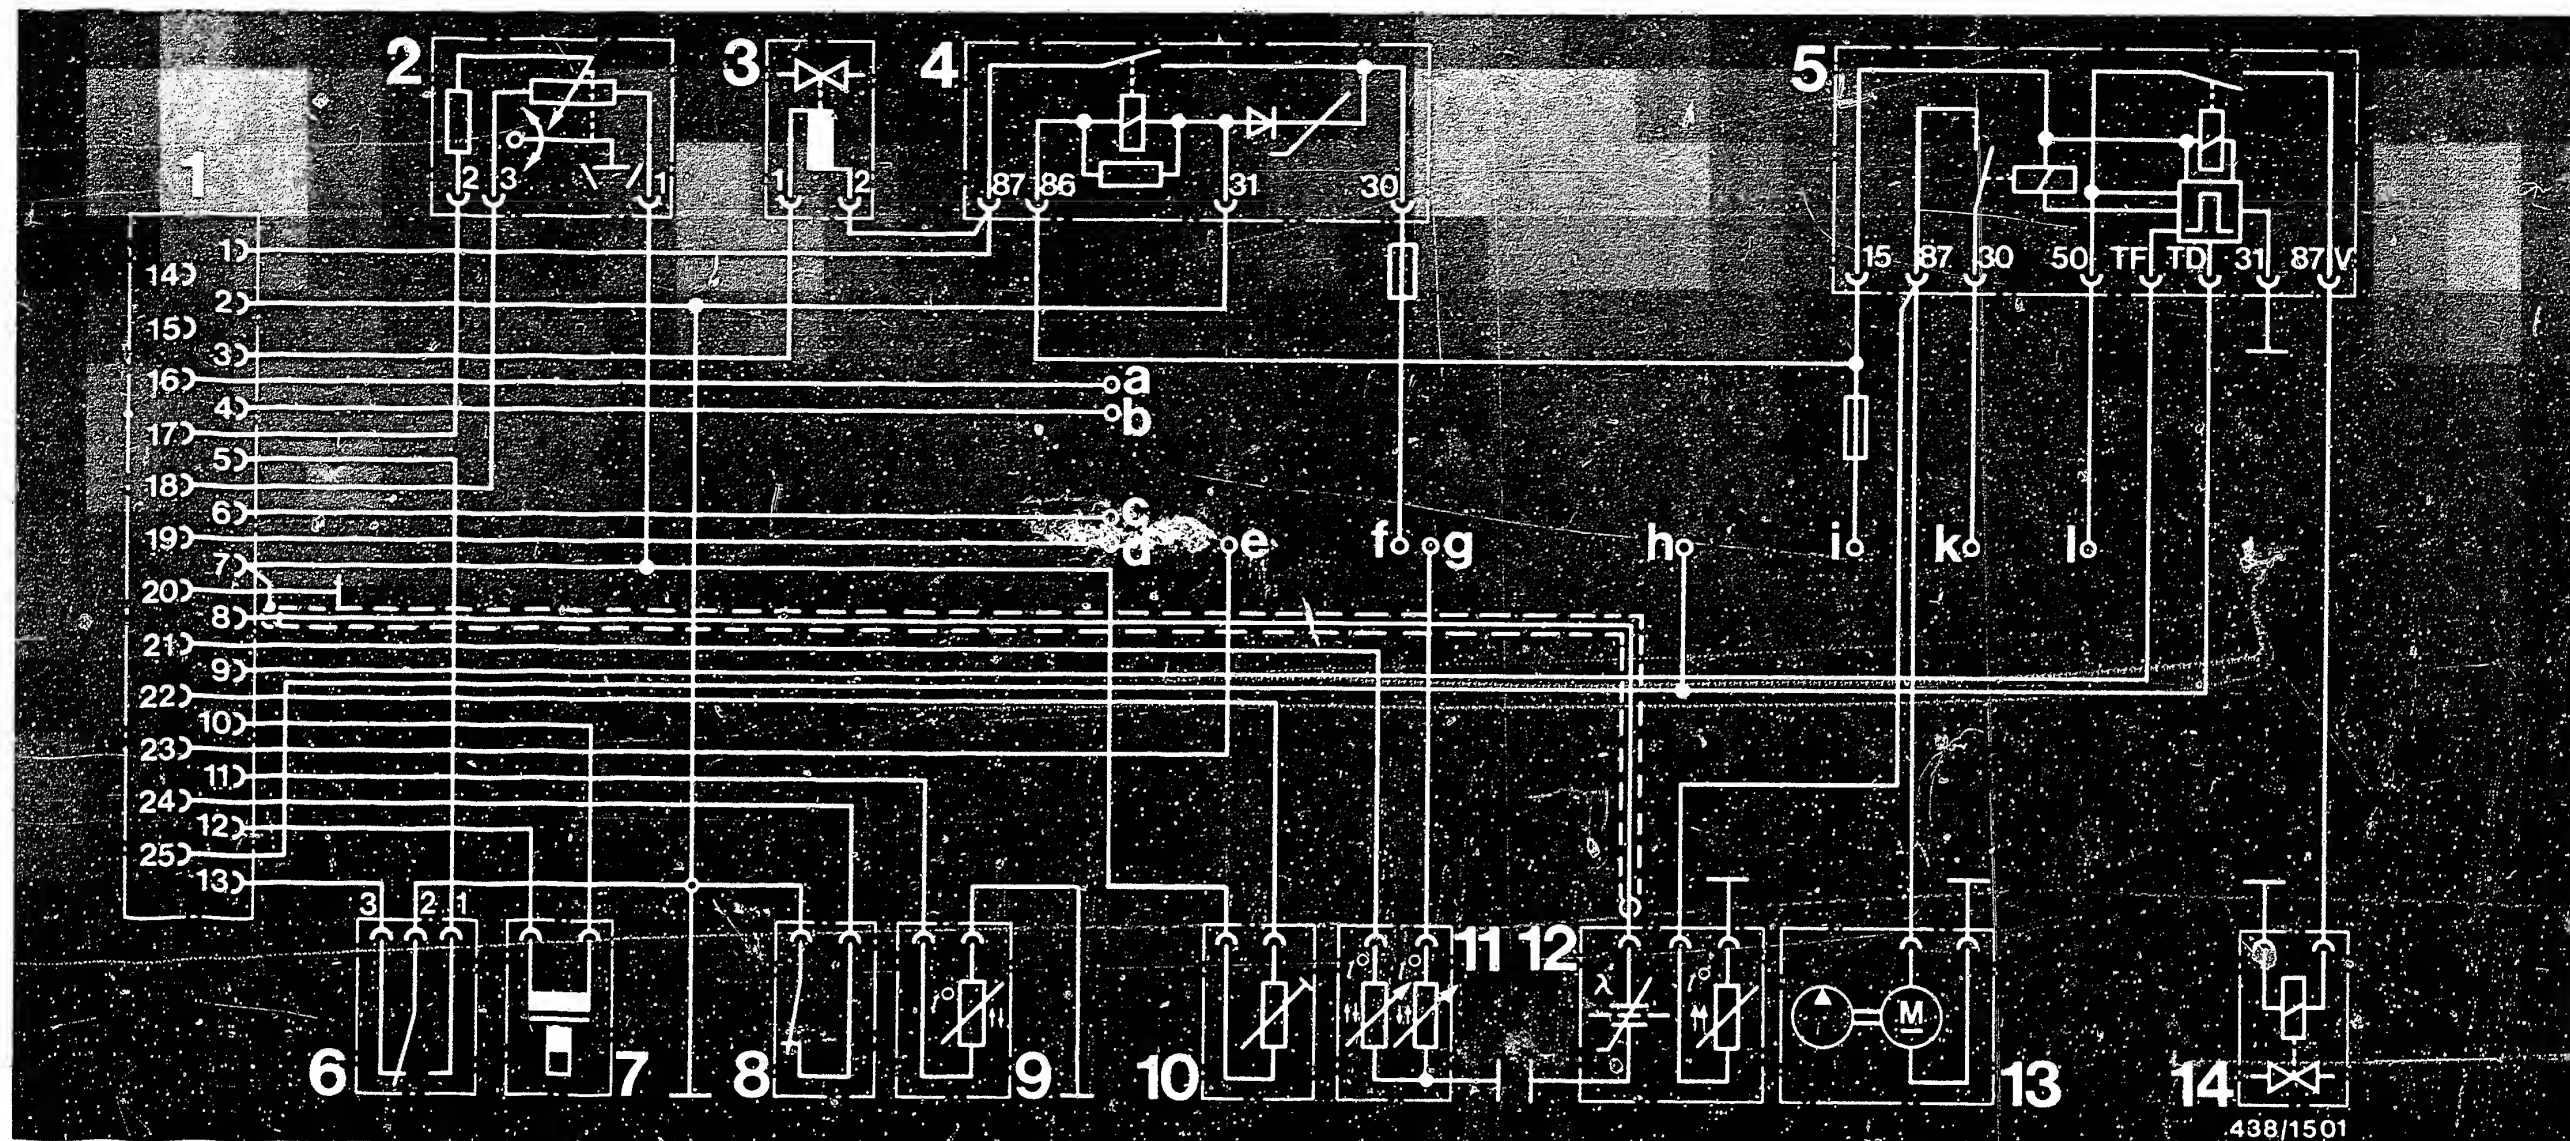 2 3 4 5
1
2 3 1 1 2 87 86 31 30
15 87 30 50 TF TD 31 87V
1
14
2
15
3
16 a
4 b
17
5
18
6 c
19 d e f g h i k l
7
20
8
21
9
22
10
23
11
24
12
25
13
3 2 1
11 12
t° t° λ t°
t° M
6 7 8 9 10 13 14
438/1501